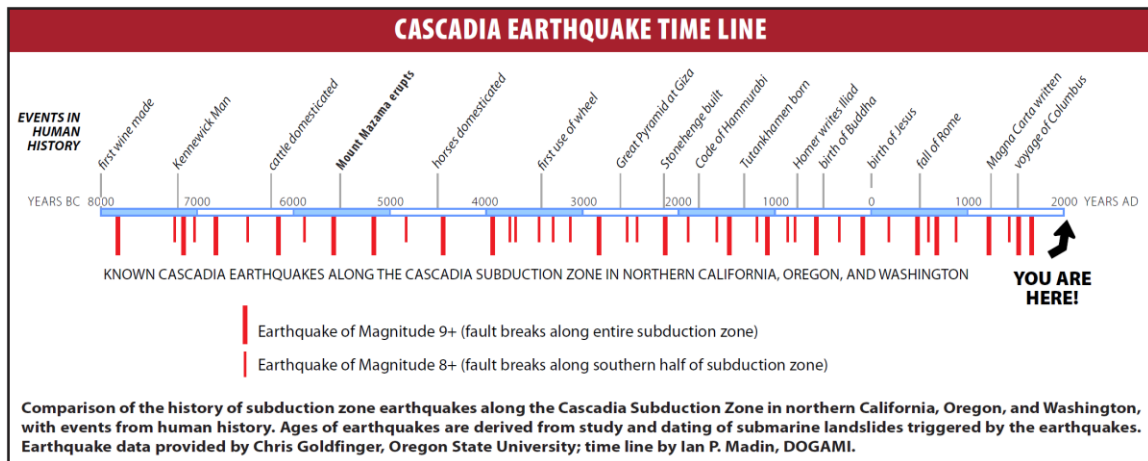 CASCADIA EARTHQUAKE TIME LINE
EVENTS IN
HUMAN
HISTORY
first wine made
Kennewick Man
cattle domesticated
Mount Mazama erupts
horses domesticated
first use of wheel
Great Pyramid at Giza
Stonehenge built
Code of Hammurabi
Tutankhamen born
Homer writes Iliad
birth of Buddha
birth of Jesus
fall of Rome
Magna Carta written
voyage of Columbus
YEARS BC 8000 7000 6000 5000 4000 3000 2000 1000 0 1000 2000 YEARS AD
KNOWN CASCADIA EARTHQUAKES ALONG THE CASCADIA SUBDUCTION ZONE IN NORTHERN CALIFORNIA, OREGON, AND WASHINGTON
YOU ARE
HERE!
Earthquake of Magnitude 9+ (fault breaks along entire subduction zone)
Earthquake of Magnitude 8+ (fault breaks along southern half of subduction zone)
Comparison of the history of subduction zone earthquakes along the Cascadia Subduction Zone in northern California, Oregon, and Washington,
with events from human history. Ages of earthquakes are derived from study and dating of submarine landslides triggered by the earthquakes.
Earthquake data provided by Chris Goldfinger, Oregon State University; time line by Ian P. Madin, DOGAMI.